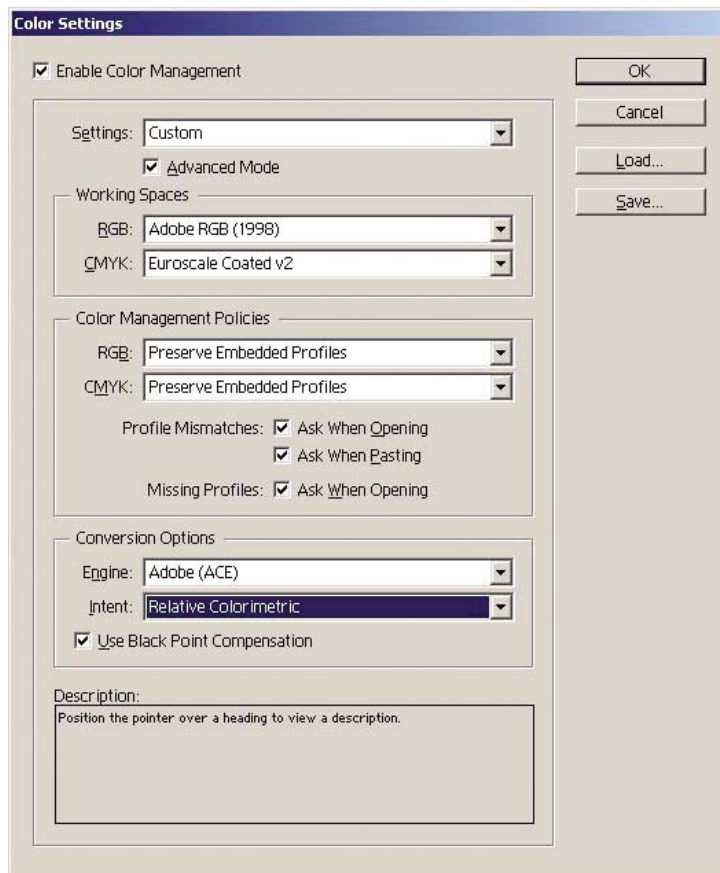 Color Settings
Enable Color Management
OK
Cancel
Load...
Save...
Settings: Custom
Advanced Mode
Working Spaces
RGB: Adobe RGB (1998)
CMYK: Euroscale Coated v2
Color Management Policies
RGB: Preserve Embedded Profiles
CMYK: Preserve Embedded Profiles
Profile Mismatches: Ask When Opening
Ask When Pasting
Missing Profiles: Ask When Opening
Conversion Options
Engine: Adobe (ACE)
Intent: Relative Colorimetric
Use Black Point Compensation
Description:
Position the pointer over a heading to view a description.